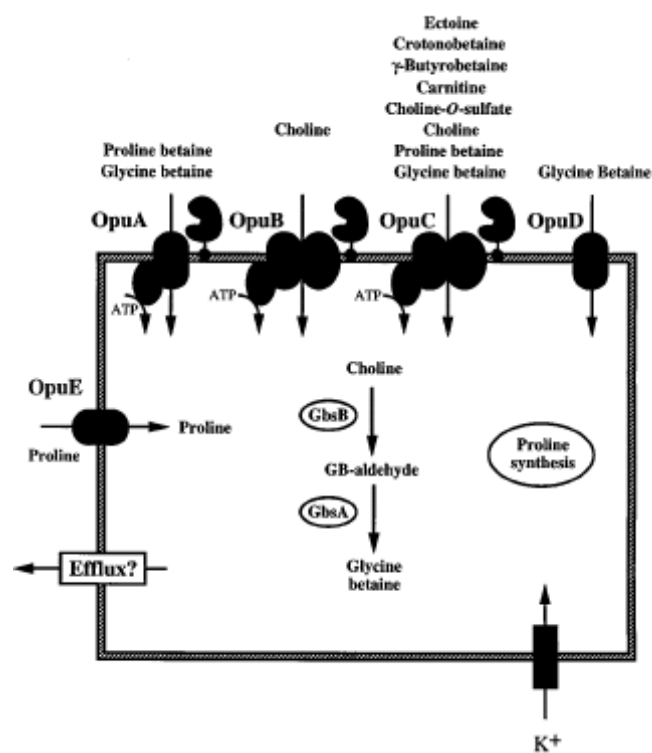 Ectoine
Crotonobetaine
γ-Butyrobetaine
Carnitine
Choline-O-sulfate
Choline
Proline betaine
Glycine betaine
Choline
Proline betaine
Glycine betaine
Glycine Betaine
OpuA
OpuB
OpuC
OpuD
ATP
ATP
ATP
OpuE
Proline
Proline
Choline
GbsB
GB-aldehyde
GbsA
Glycine
betaine
Proline
synthesis
Efflux?
K+